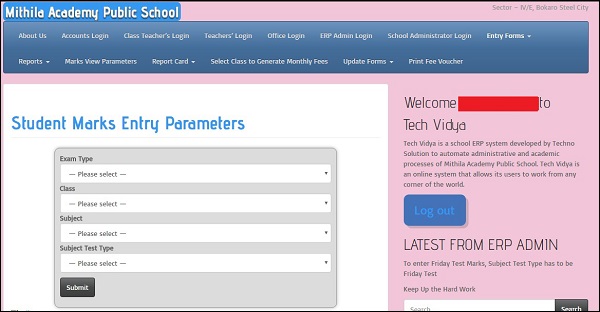 Mithila Academy Public School
Sector – IV/E, Bokaro Steel City
About Us Accounts Login Class Teacher's Login Teachers' Login Office Login ERP Admin Login School Administrator Login Entry Forms
Reports Marks View Parameters Report Card Select Class to Generate Monthly Fees Update Forms Print Fee Voucher
Student Marks Entry Parameters
Exam Type
— Please select —
Class
— Please select —
Subject
— Please select —
Subject Test Type
— Please select —
Submit
Welcome to
Tech Vidya
Tech Vidya is a school ERP system developed by Techno
Solution to automate administrative and academic
processes of Mithila Academy Public School. Tech Vidya is
an online system that allows its users to work from any
corner of the world.
Log out
LATEST FROM ERP ADMIN
To enter Friday Test Marks, Subject Test Type has to be
Friday Test
Keep Up the Hard Work
Search Search